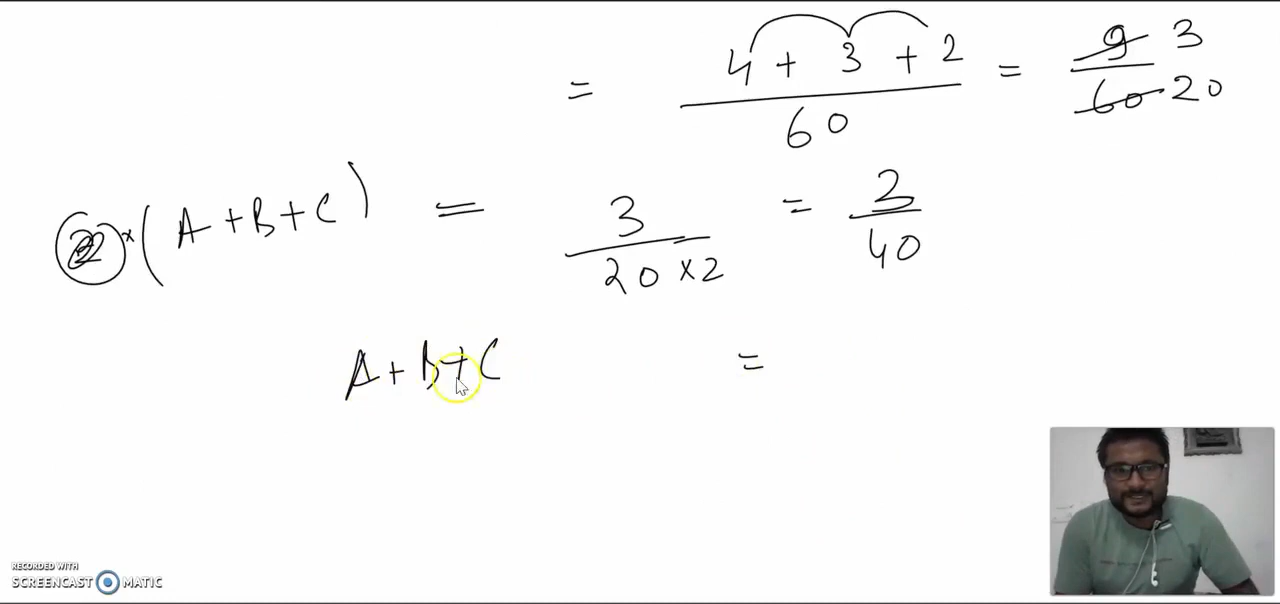 = 4 + 3 + 2 / 60 = 9 / 60 3 / 20
2 × (A + B + C) = 3 / 20 × 2 = 3 / 40
A + B + C =
RECORDED WITH
SCREENCAST MATIC